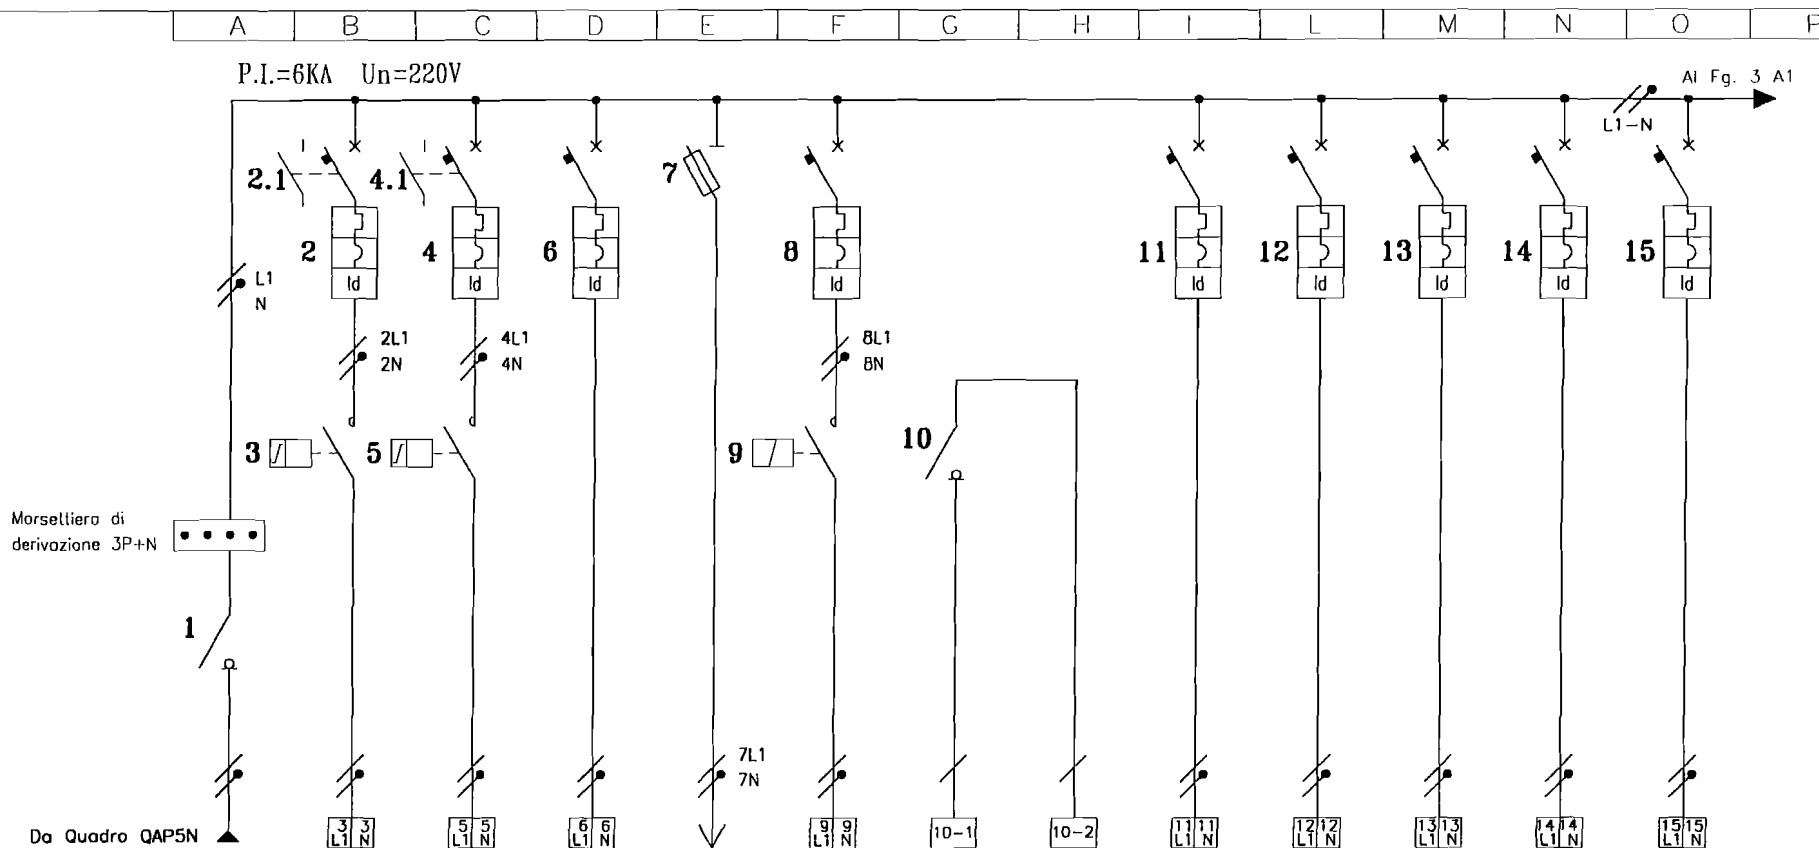 A B C D E F G H I L M N O P
P.I.=6KA Un=220V
Al Fg. 3 A1
L1-N
2.1
4.1
7
2
4
6
8
11
12
13
14
15
Id Id Id Id Id Id Id Id Id
L1
N
2L1
2N
4L1
4N
8L1
8N
3
5
9
10
Morsettiera di
derivazione 3P+N
1
7L1
7N
Da Quadro QAP5N
3 3
L1 N
5 5
L1 N
6 6
L1 N
9 9
L1 N
10-1
10-2
11 11
L1 N
12 12
L1 N
13 13
L1 N
14 14
L1 N
15 15
L1 N